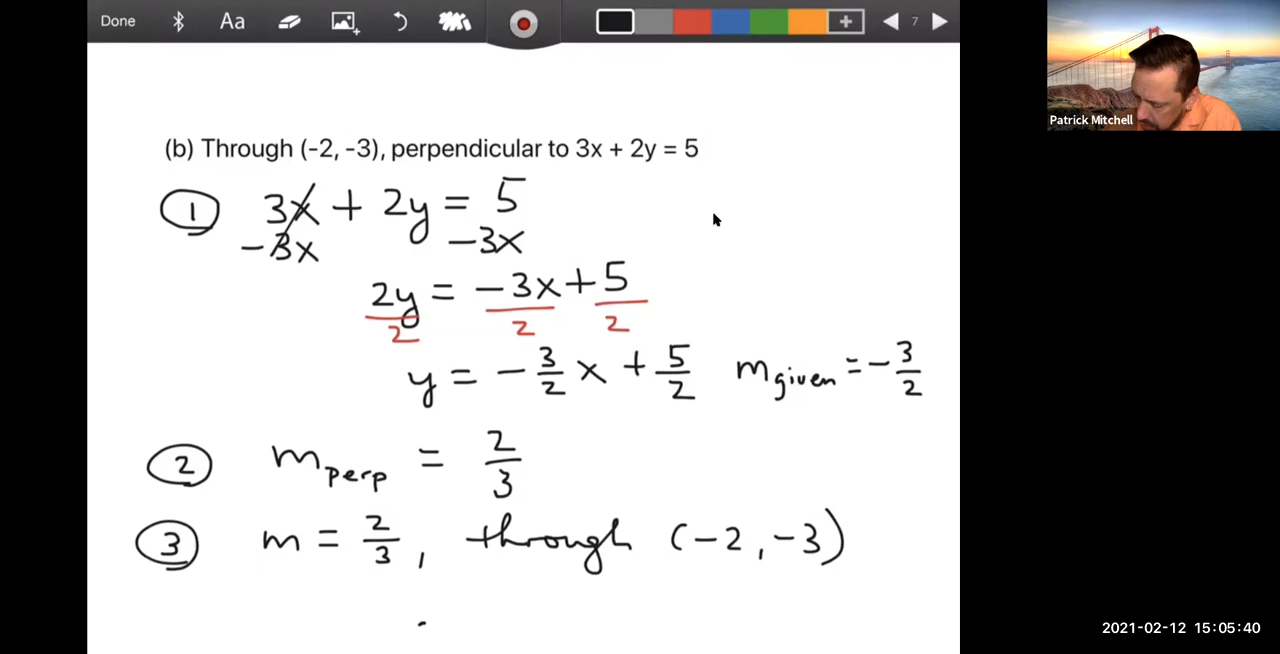 Done Aa 7
Patrick Mitchell
(b) Through (-2, -3), perpendicular to 3x + 2y = 5
① 3x + 2y = 5
-3x -3x
2y = -3x + 5
2 2 2
y = - 3/2 x + 5/2 m given = - 3/2
② m perp = 2/3
③ m = 2/3, through (-2, -3)
2021-02-12 15:05:40